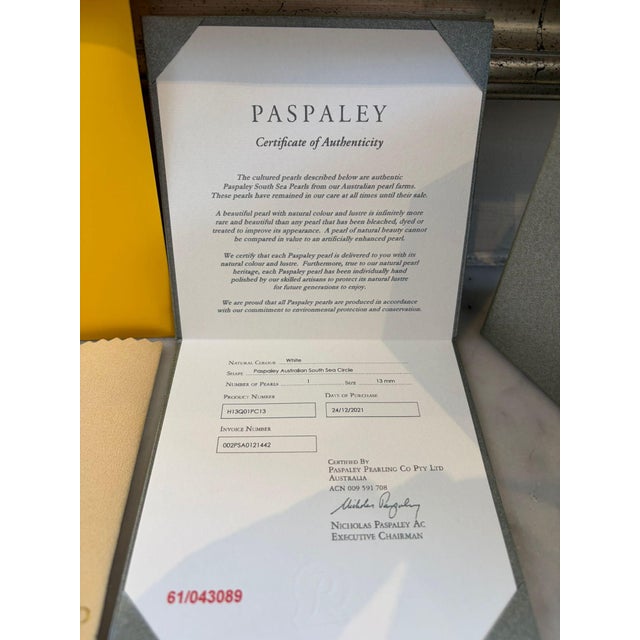 PASPALEY
Certificate of Authenticity
The cultured pearls described below are authentic
Paspaley South Sea Pearls from our Australian pearl farms.
These pearls have remained in our care at all times until their sale.
A beautiful pearl with natural colour and lustre is infinitely more
rare and beautiful than any pearl that has been bleached, dyed or
treated to improve its appearance. A pearl of natural beauty cannot
be compared in value to an artificially enhanced pearl.
We certify that each Paspaley pearl is delivered to you with its
natural colour and lustre. Furthermore, true to our natural pearl
heritage, each Paspaley pearl has been individually hand
polished by our skilled artisans to protect its natural lustre
for future generations to enjoy.
We are proud that all Paspaley pearls are produced in accordance
with our commitment to environmental protection and conservation.
NATURAL COLOUR White
SHAPE Paspaley Australian South Sea Circle
NUMBER OF PEARLS 1 SIZE 13 mm
PRODUCT NUMBER DATE OF PURCHASE
H13Q01PC13 24/12/2021
INVOICE NUMBER
002PSA0121442
CERTIFIED BY
PASPALEY PEARLING CO PTY LTD
AUSTRALIA
ACN 009 591 708
Nicholas Paspaley
NICHOLAS PASPALEY AC
EXECUTIVE CHAIRMAN
61/043089